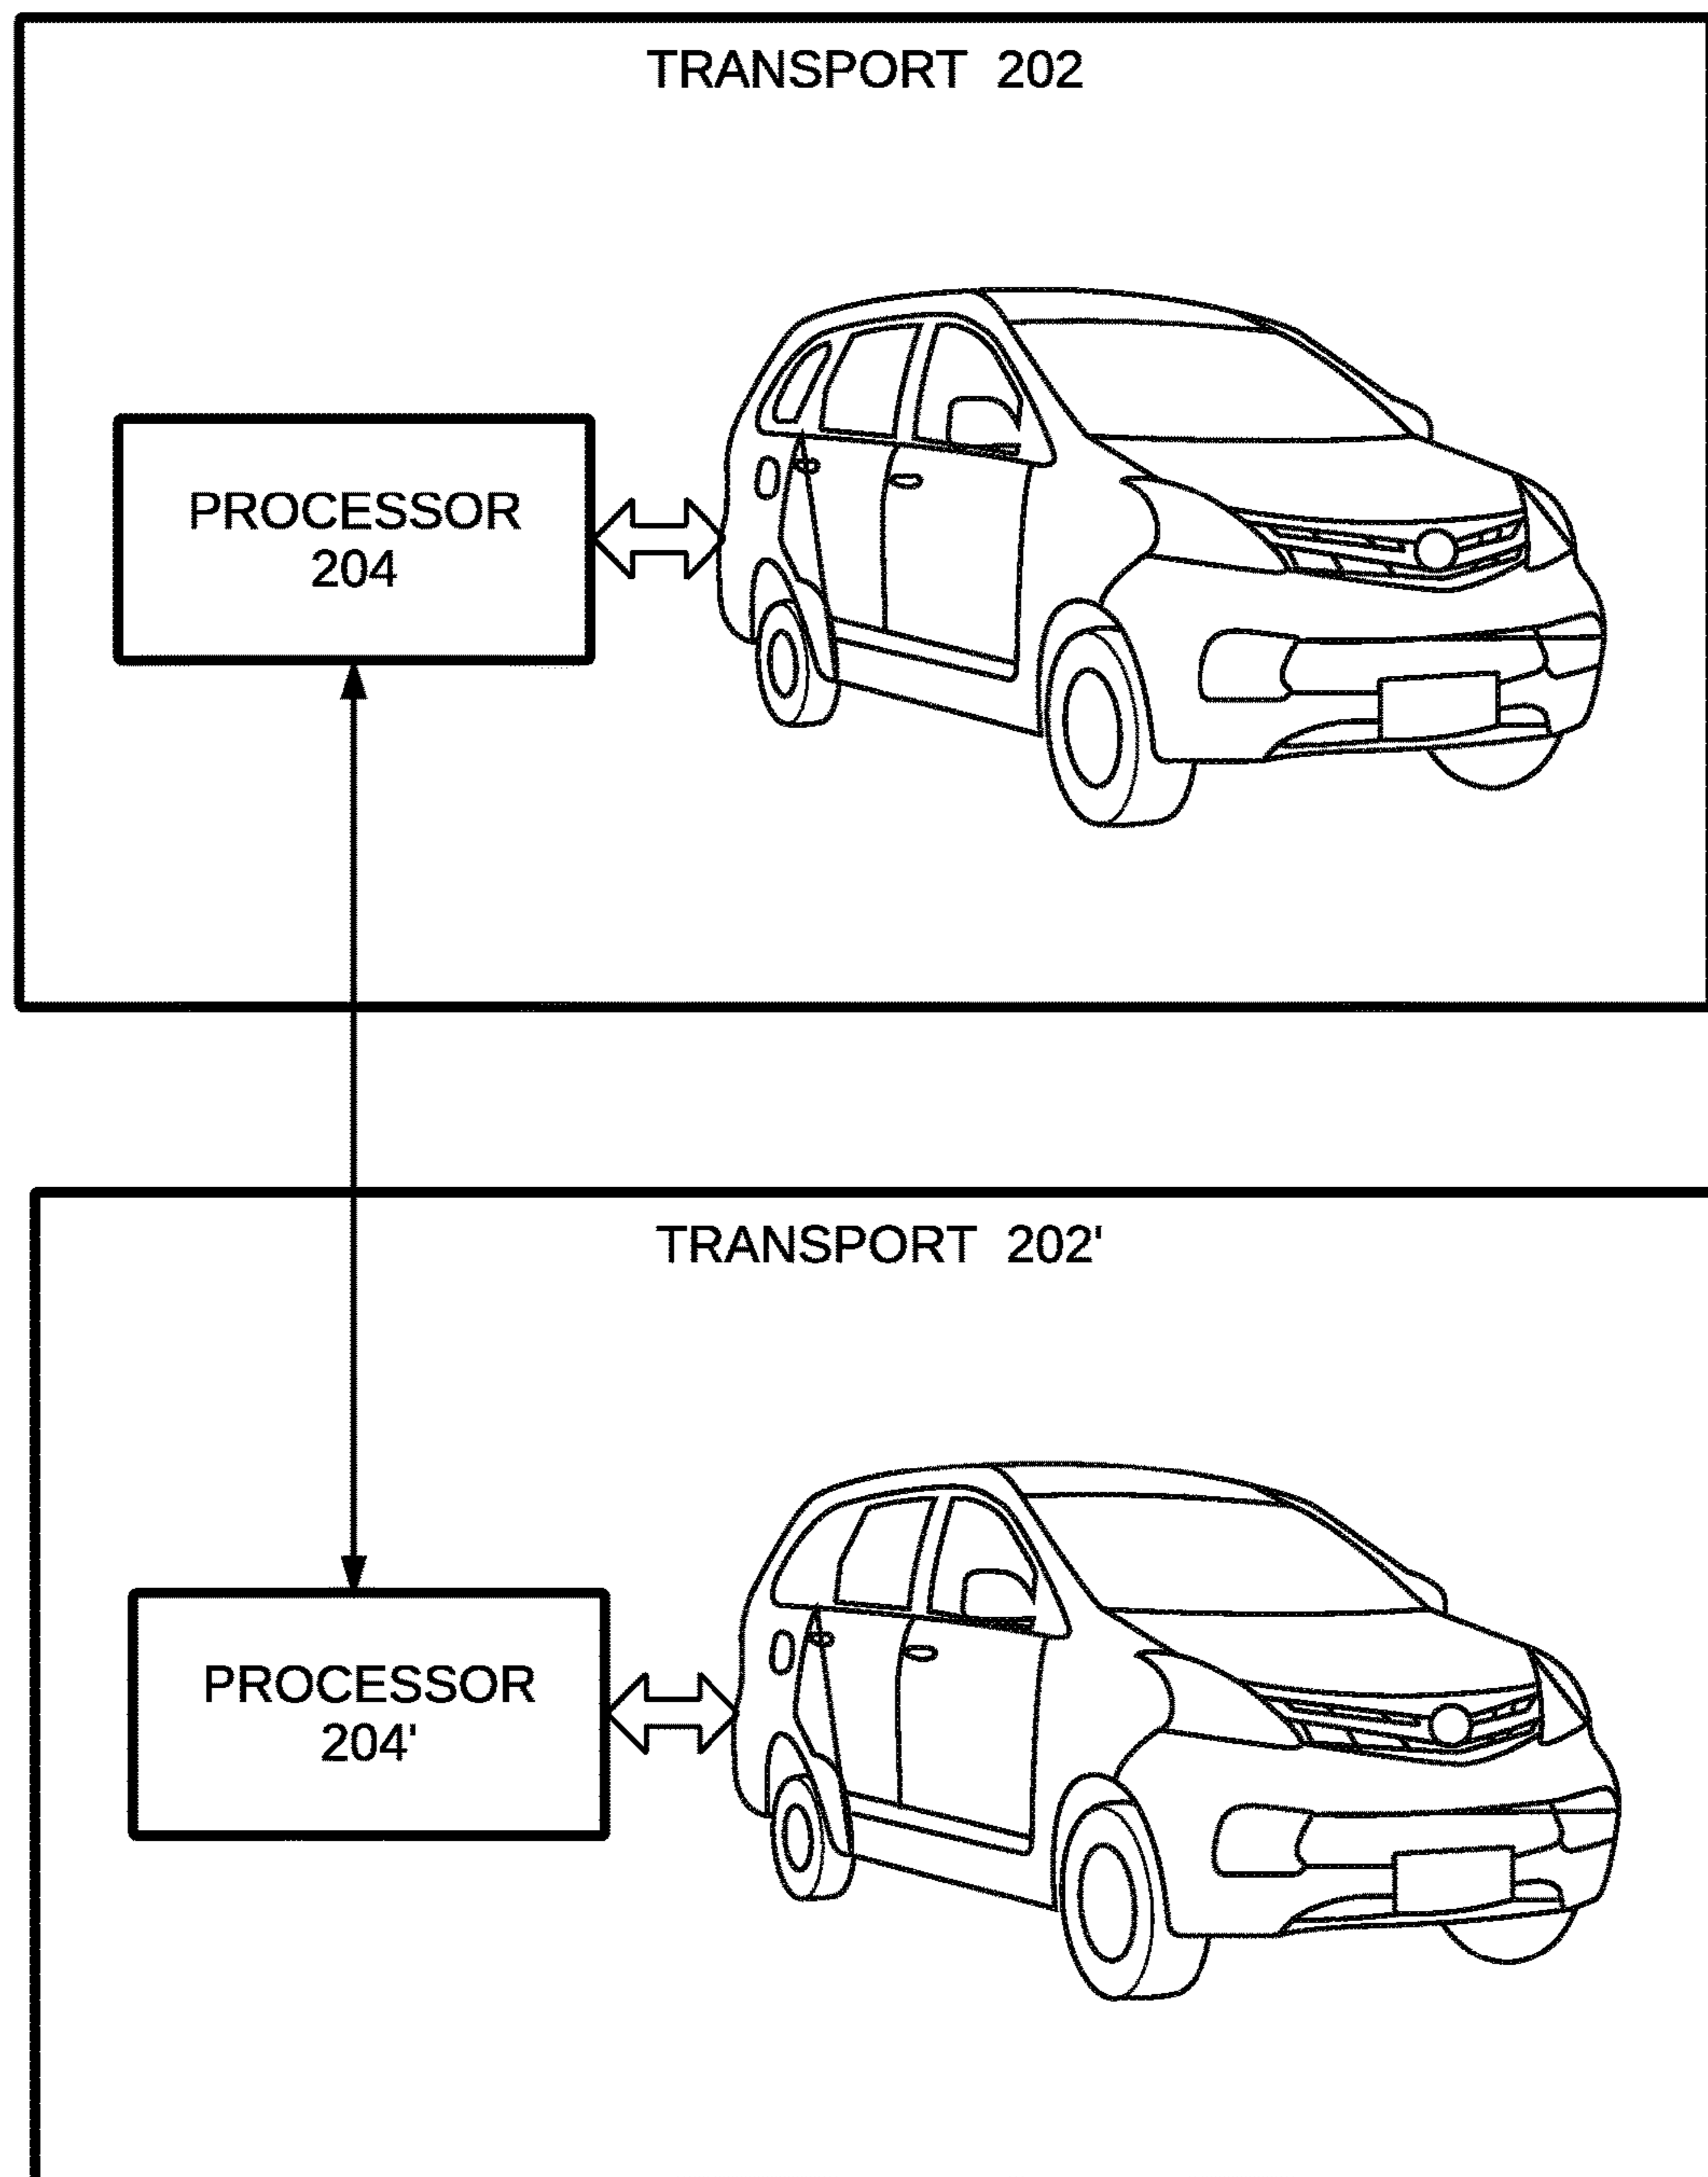 TRANSPORT 202
PROCESSOR
204
TRANSPORT 202'
PROCESSOR
204'